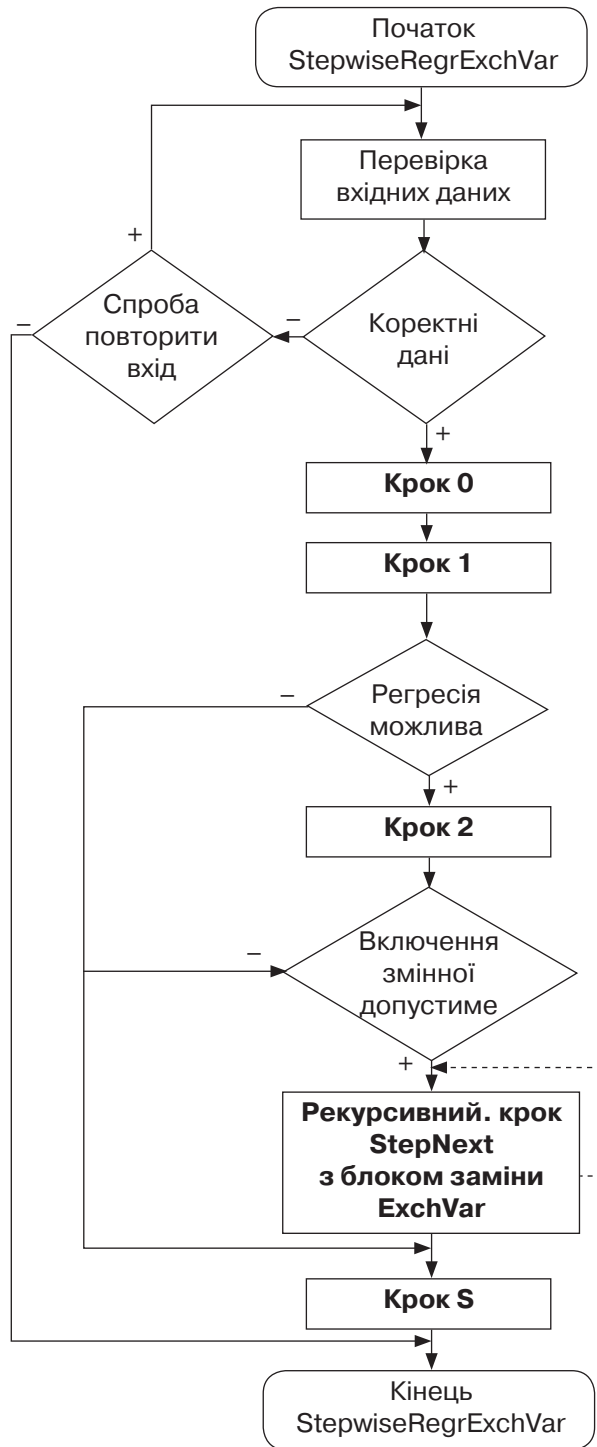 Початок
StepwiseRegrExchVar
Перевірка
вхідних даних
+
–
Спроба
повторити
вхід
–
Коректні
дані
+
Крок 0
Крок 1
–
Регресія
можлива
+
Крок 2
–
Включення
змінної
допустиме
+
Рекурсивний. крок
StepNext
з блоком заміни
ExchVar
Крок S
Кінець
StepwiseRegrExchVar